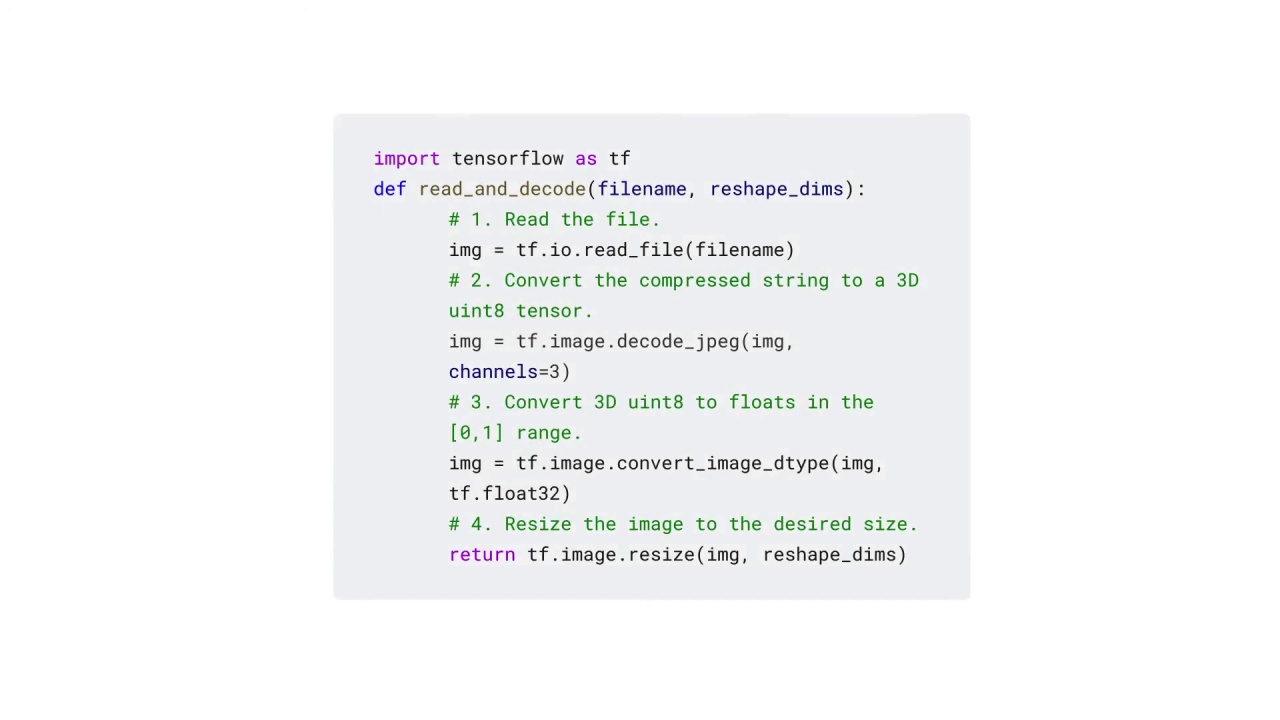 import tensorflow as tf
def read_and_decode(filename, reshape_dims):
# 1. Read the file.
img = tf.io.read_file(filename)
# 2. Convert the compressed string to a 3D
uint8 tensor.
img = tf.image.decode_jpeg(img,
channels=3)
# 3. Convert 3D uint8 to floats in the
[0,1] range.
img = tf.image.convert_image_dtype(img,
tf.float32)
# 4. Resize the image to the desired size.
return tf.image.resize(img, reshape_dims)